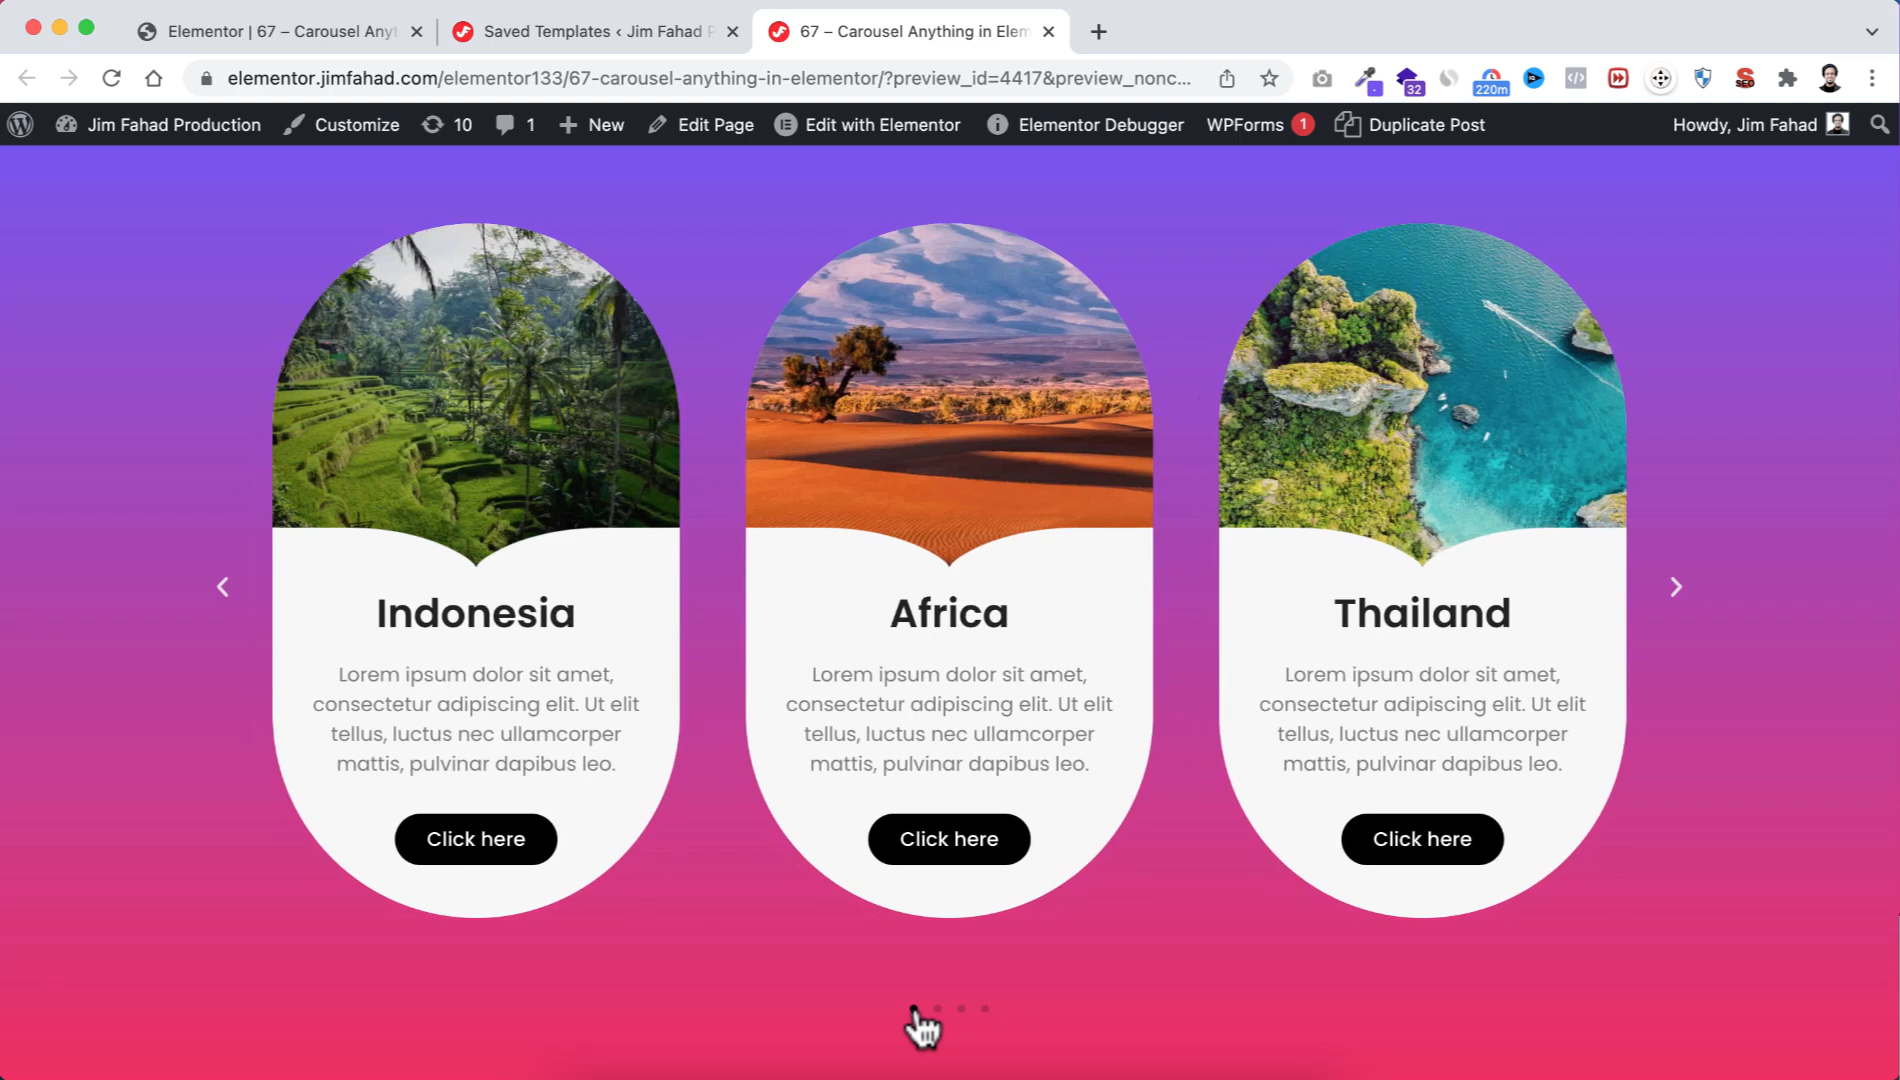 Elementor | 67 – Carousel Anyt
Saved Templates ‹ Jim Fahad P
67 – Carousel Anything in Elem
elementor.jimfahad.com/elementor133/67-carousel-anything-in-elementor/?preview_id=4417&preview_nonc...
32
220m
SEO
Jim Fahad Production
Customize
10
1
New
Edit Page
Edit with Elementor
Elementor Debugger
WPForms 1
Duplicate Post
Howdy, Jim Fahad
Indonesia
Lorem ipsum dolor sit amet,
consectetur adipiscing elit. Ut elit
tellus, luctus nec ullamcorper
mattis, pulvinar dapibus leo.
Click here
Africa
Lorem ipsum dolor sit amet,
consectetur adipiscing elit. Ut elit
tellus, luctus nec ullamcorper
mattis, pulvinar dapibus leo.
Click here
Thailand
Lorem ipsum dolor sit amet,
consectetur adipiscing elit. Ut elit
tellus, luctus nec ullamcorper
mattis, pulvinar dapibus leo.
Click here